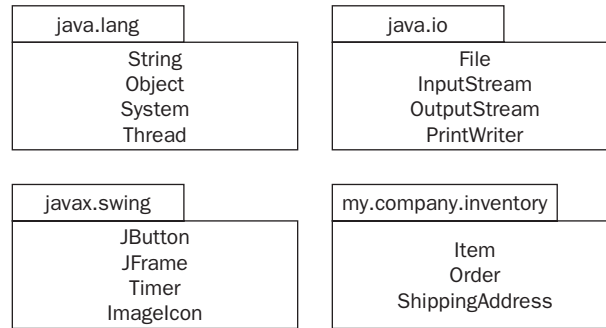 java.lang
String
Object
System
Thread
java.io
File
InputStream
OutputStream
PrintWriter
javax.swing
JButton
JFrame
Timer
ImageIcon
my.company.inventory
Item
Order
ShippingAddress